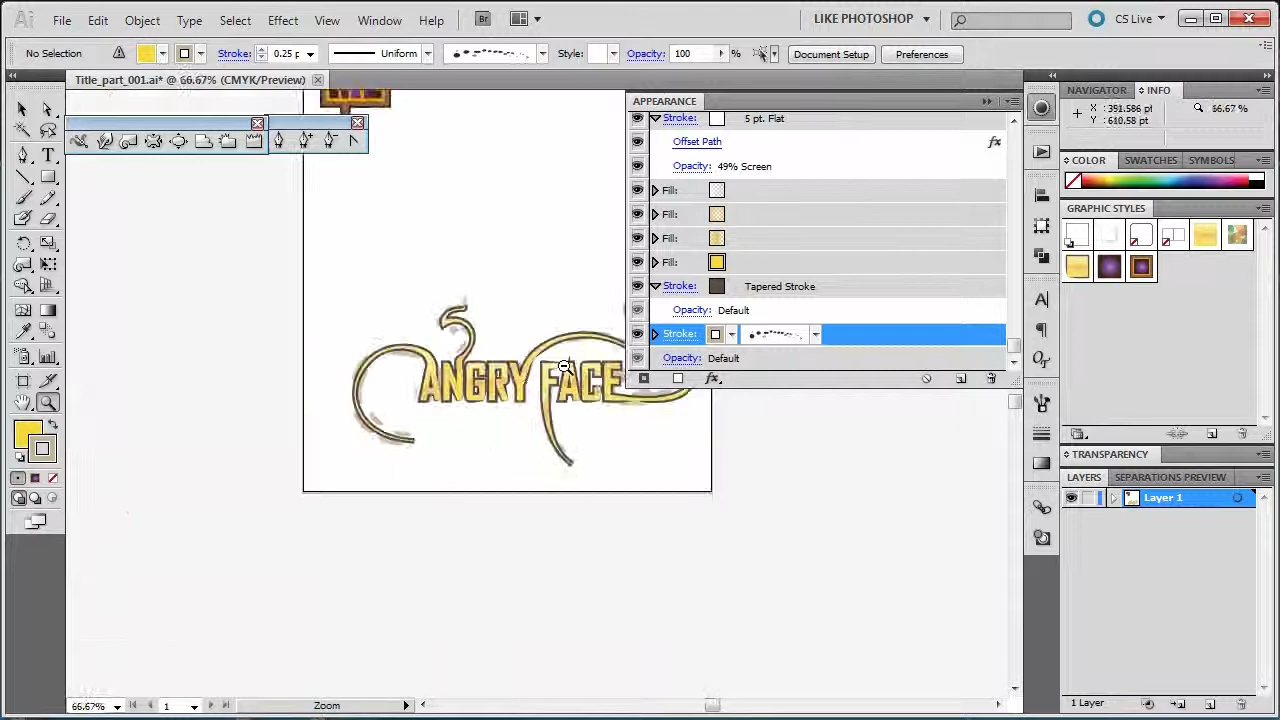 Ai File Edit Object Type Select Effect View Window Help Br LIKE PHOTOSHOP CS Live
No Selection Stroke: 0.25 p Uniform Style: Opacity: 100 % Document Setup Preferences
Title_part_001.ai* @ 66.67% (CMYK/Preview)
APPEARANCE
Stroke: 5 pt. Flat
Offset Path fx
Opacity: 49% Screen
Fill:
Fill:
Fill:
Fill:
Stroke: Tapered Stroke
Opacity: Default
Stroke:
Opacity: Default
fx
ANGRY FACE
NAVIGATOR INFO
X: 391.586 pt
Y: 610.58 pt
66.67 %
COLOR SWATCHES SYMBOLS
GRAPHIC STYLES
TRANSPARENCY
LAYERS SEPARATIONS PREVIEW
Layer 1
1 Layer
66.67% 1 Zoom